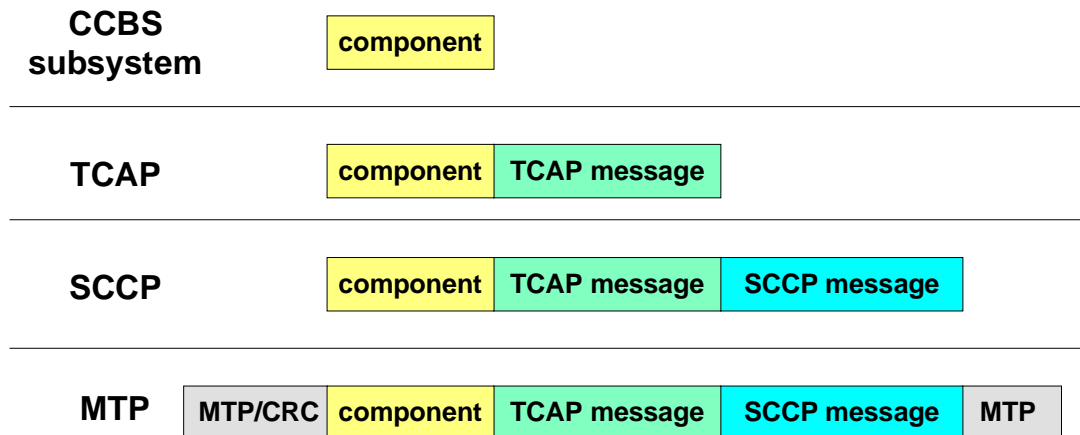 CCBS
subsystem
component
TCAP
component TCAP message
SCCP
component TCAP message SCCP message
MTP
MTP/CRC component TCAP message SCCP message MTP